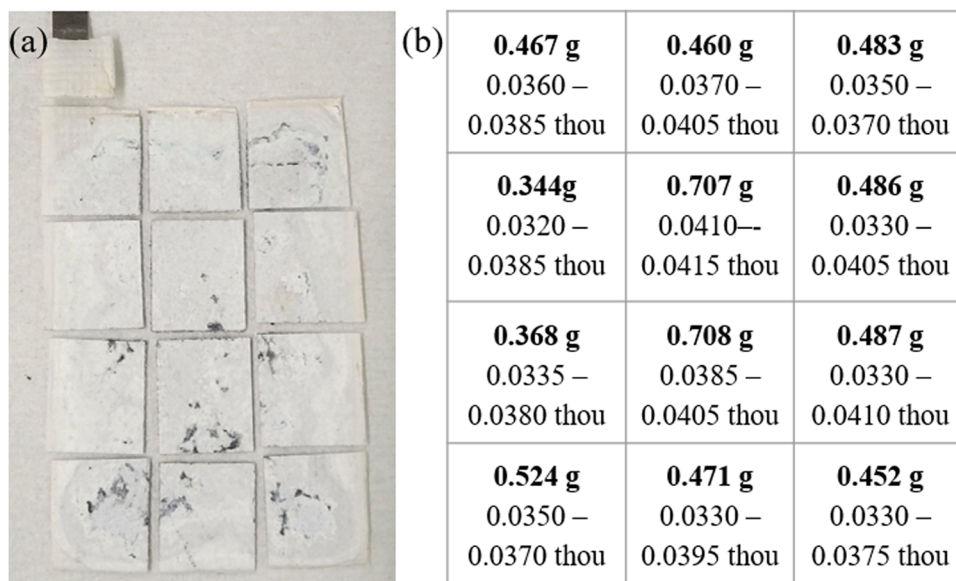 (a)
(b)
0.467 g
0.0360 –
0.0385 thou
0.460 g
0.0370 –
0.0405 thou
0.483 g
0.0350 –
0.0370 thou
0.344g
0.0320 –
0.0385 thou
0.707 g
0.0410–-
0.0415 thou
0.486 g
0.0330 –
0.0405 thou
0.368 g
0.0335 –
0.0380 thou
0.708 g
0.0385 –
0.0405 thou
0.487 g
0.0330 –
0.0410 thou
0.524 g
0.0350 –
0.0370 thou
0.471 g
0.0330 –
0.0395 thou
0.452 g
0.0330 –
0.0375 thou